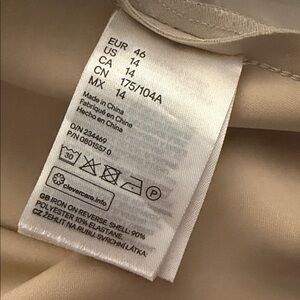 EUR 46
US 14
CA 14
CN 175/104A
MX 14
Made in China
Fabriqué en Chine
Hecho en China
D/N 234469
P/N 0801557 0
30 P
clevercare.info
GB IRON ON REVERSE. SHELL: 90%
POLYESTER 10% ELASTANE.
CZ ŽEHLIT NA RUBU. SVRCHNÍ LÁTKA: